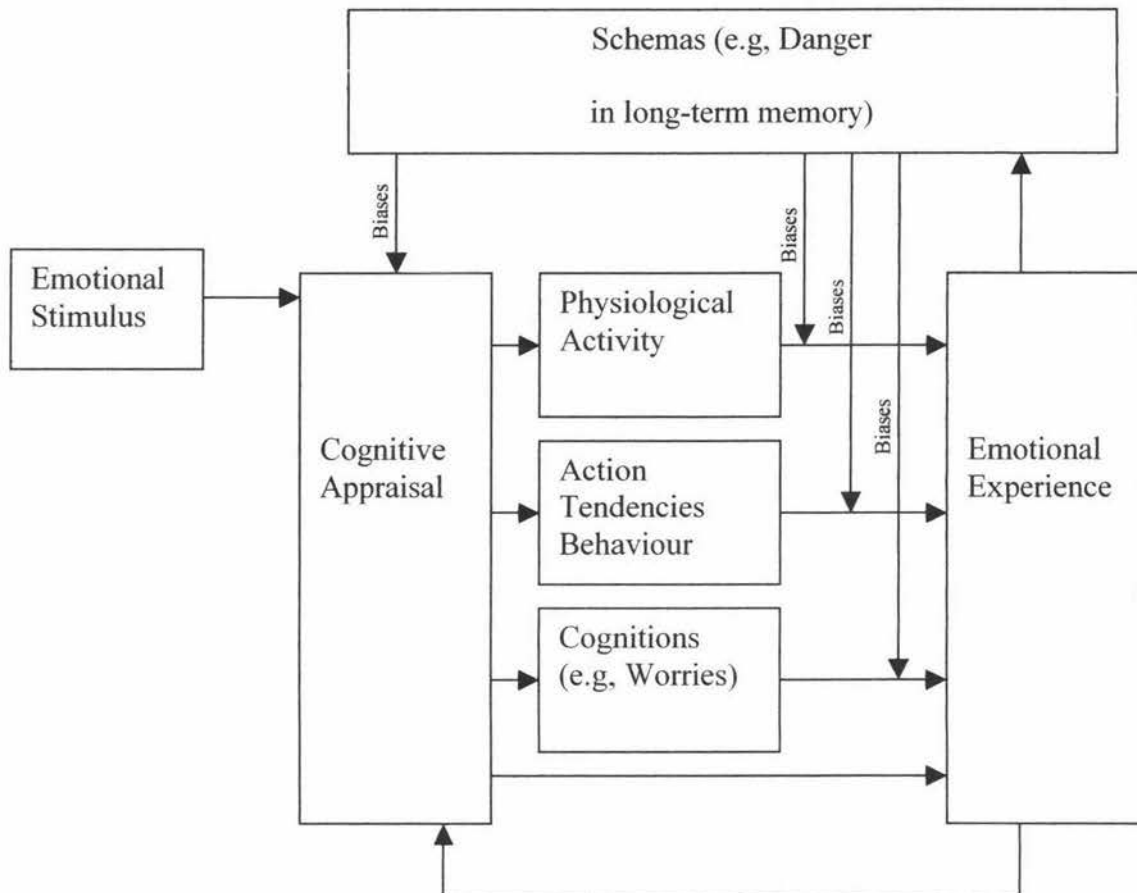 Schemas (e.g, Danger
in long-term memory)
Biases
Biases
Biases
Biases
Emotional
Stimulus
Cognitive
Appraisal
Physiological
Activity
Action
Tendencies
Behaviour
Cognitions
(e.g, Worries)
Emotional
Experience